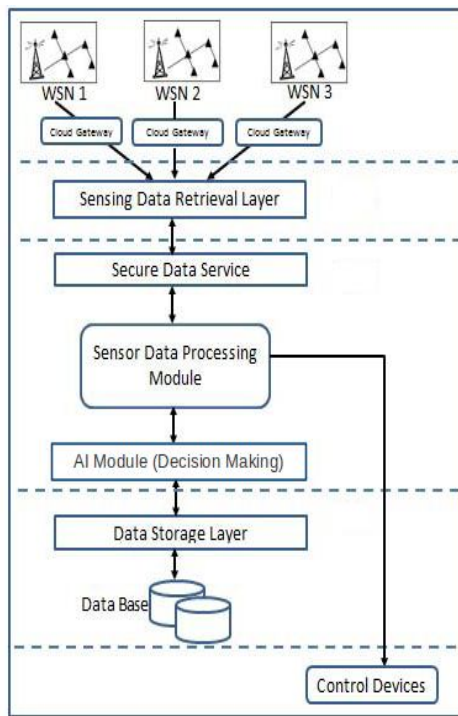 WSN 1
WSN 2
WSN 3
Cloud Gateway
Cloud Gateway
Cloud Gateway
Sensing Data Retrieval Layer
Secure Data Service
Sensor Data Processing
Module
AI Module (Decision Making)
Data Storage Layer
Data Base
Control Devices